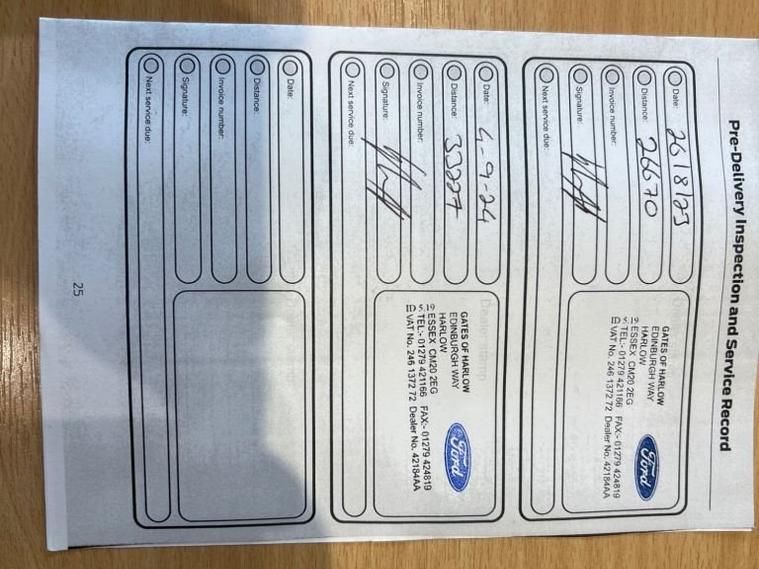 Pre-Delivery Inspection and Service Record
Date: 26/8/23
Distance: 26670
Invoice number:
Signature:
Next service due:
GATES OF HARLOW
EDINBURGH WAY
HARLOW
19 ESSEX CM20 2EG
5. TEL:- 01279 421166 FAX:- 01279 424819
ID VAT No. 246 1372 72 Dealer No. 42184AA
Ford
Date: 4-9-24
Distance: 33227
Invoice number:
Signature:
Next service due:
GATES OF HARLOW
EDINBURGH WAY
HARLOW
19 ESSEX CM20 2EG
5. TEL:- 01279 421166 FAX:- 01279 424819
ID VAT No. 246 1372 72 Dealer No. 42184AA
Ford
Date:
Distance:
Invoice number:
Signature:
Next service due:
25